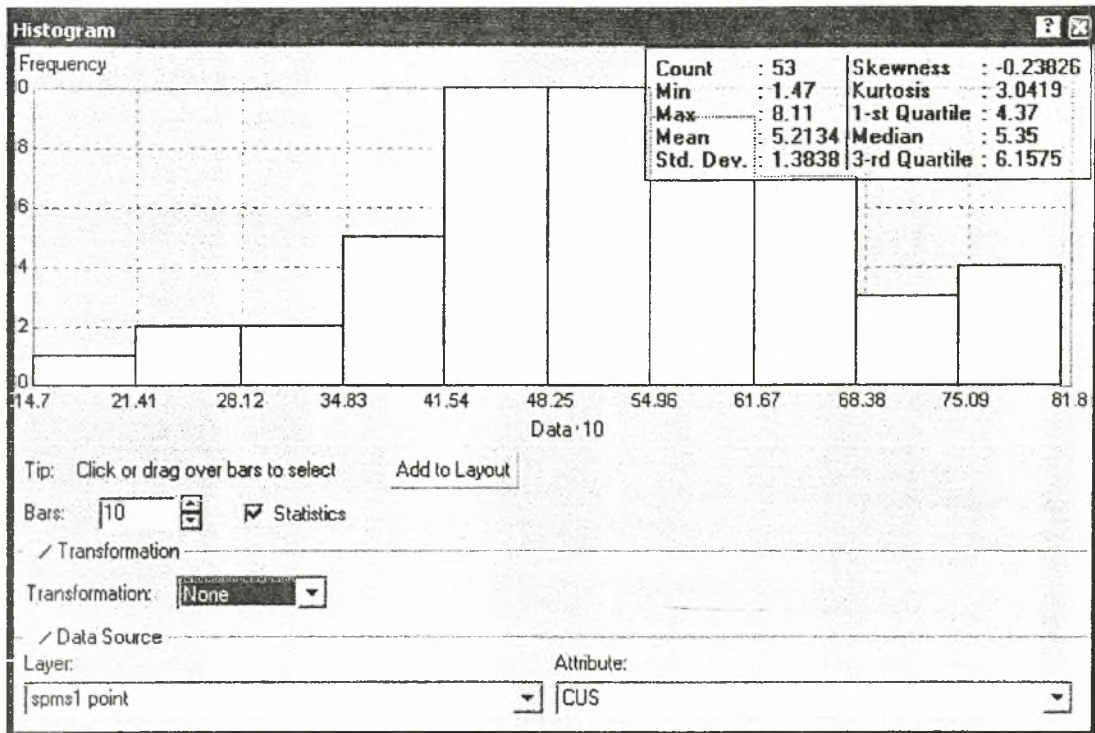 Histogram
Frequency
Count : 53
Min : 1.47
Max : 8.11
Mean : 5.2134
Std. Dev. : 1.3838
Skewness : -0.23826
Kurtosis : 3.0419
1-st Quartile : 4.37
Median : 5.35
3-rd Quartile : 6.1575
0
8
6
4
2
0
14.7 21.41 28.12 34.83 41.54 48.25 54.96 61.67 68.38 75.09 81.8
Data·10
Tip: Click or drag over bars to select Add to Layout
Bars: 10 Statistics
Transformation
Transformation: None
Data Source
Layer: Attribute:
spms1 point CUS